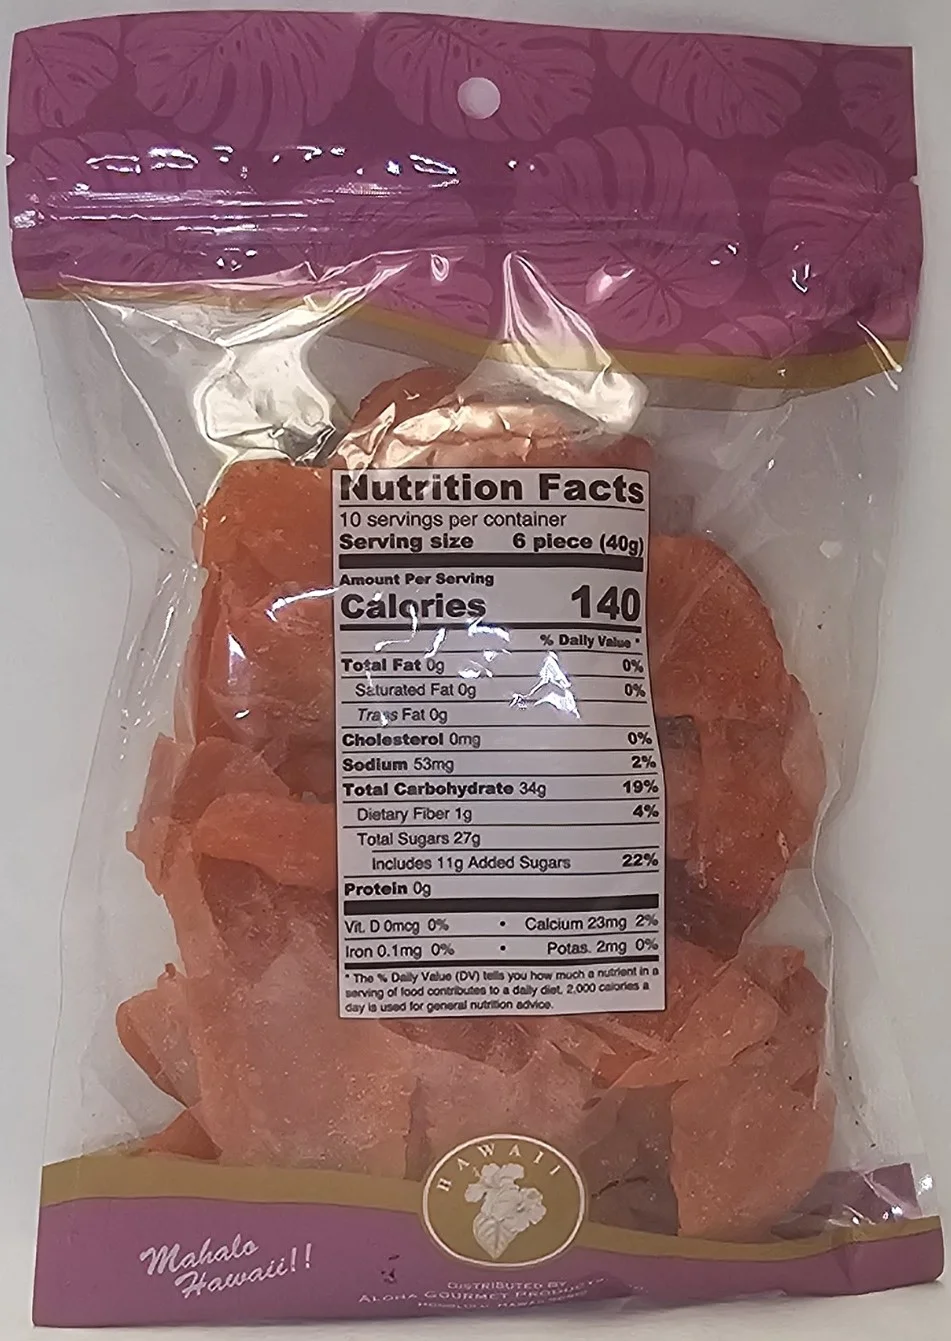 Nutrition Facts
10 servings per container
Serving size 6 piece (40g)
Amount Per Serving
Calories 140
% Daily Value *
Total Fat 0g 0%
Saturated Fat 0g 0%
Trans Fat 0g
Cholesterol 0mg 0%
Sodium 53mg 2%
Total Carbohydrate 34g 19%
Dietary Fiber 1g 4%
Total Sugars 27g
Includes 11g Added Sugars 22%
Protein 0g
Vit. D 0mcg 0% • Calcium 23mg 2%
Iron 0.1mg 0% • Potas. 2mg 0%
* The % Daily Value (DV) tells you how much a nutrient in a
serving of food contributes to a daily diet. 2,000 calories a
day is used for general nutrition advice.
HAWAII
Mahalo
Hawaii!!
DISTRIBUTED BY
ALOHA GOURMET PRODUCTS
HONOLULU, HAWAII